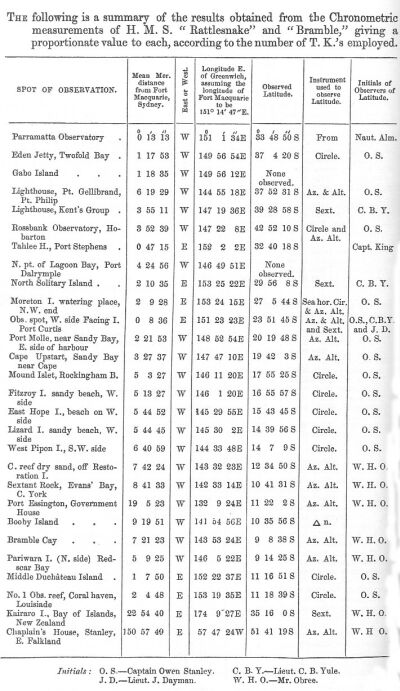 THE following is a summary of the results obtained from the Chronometric
measurements of H. M. S. "Rattlesnake" and "Bramble," giving a
proportionate value to each, according to the number of T. K.'s employed.
SPOT OF OBSERVATION. Mean Mer. distance from Fort Macquarie, Sydney. East or West. Longitude E. of Greenwich, assuming the longitude of Fort Macquarie to be 151° 14' 47"E. Observed Latitude. Instrument used to observe Latitude. Initials of Observers of Latitude.
Parramatta Observatory . 0 13 13 W 151 1 34E 33 48 50 S From Naut. Alm.
Eden Jetty, Twofold Bay . 1 17 53 W 149 56 54E 37 4 20 S Circle. O. S.
Gabo Island . . 1 18 35 W 149 56 12E None observed.
Lighthouse, Pt. Gellibrand, Pt. Philip 6 19 29 W 144 55 18E 37 52 31 S Az. & Alt. O. S.
Lighthouse, Kent's Group . 3 55 11 W 147 19 36E 39 28 58 S Sext. C. B. Y.
Rossbank Observatory, Hobarton 3 52 39 W 147 22 8E 42 52 10 S Circle and Az. Alt. O. S.
Tahlee H., Port Stephens . 0 47 15 E 152 2 2E 32 40 18 S Capt. King
N. pt. of Lagoon Bay, Port Dalrymple 4 24 56 W 146 49 51E None observed.
North Solitary Island . . 2 10 35 E 153 25 22E 29 56 8 S Sext. C. B. Y.
Moreton I. watering place, N.W. end 2 9 28 E 153 24 15E 27 5 44 S Sea hor. Cir. & Az. Alt. O. S.
Obs. spot, W. side Facing I. Port Curtis 0 8 36 E 151 23 23E 23 51 45 S Az. & Alt and Sext. O.S., C.B.Y and J. D.
Port Molle, near Sandy Bay, E. side of harbour 2 21 53 W 148 52 54E 20 19 48 S Az. Alt. O. S.
Cape Upstart, Sandy Bay near Cape 3 27 37 W 147 47 10E 19 42 3 S Az. Alt. O. S.
Mound Islet, Rockingham B. 5 3 27 W 146 11 20E 17 55 25 S Circle. O. S.
Fitzroy I. sandy beach, W. side 5 13 27 W 146 1 20E 16 55 57 S Circle. O. S.
East Hope I., beach on W. side 5 44 52 W 145 29 55E 15 43 45 S Circle. O. S.
Lizard I. sandy beach, W. side 5 44 45 W 145 30 2E 14 39 56 S Circle. O. S.
West Pipon I., S.W. side 6 40 59 W 144 33 48E 14 7 9 S Circle. O. S.
C. reef dry sand, off Restoration I. 7 42 24 W 143 32 23E 12 34 50 S Az. Alt. W. H. O.
Sextant Rock, Evans' Bay, C. York 8 41 33 W 142 33 14E 10 41 31 S Az. Alt. W. H. O.
Port Essington, Government House 19 5 23 W 132 9 24E 11 22 2 S Az. Alt. W. H. O.
Booby Island . . . 9 19 51 W 141 54 56E 10 35 56 S △ n. W. H. O.
Bramble Cay . . . 7 21 23 W 143 53 24E 9 8 38 S Az. Alt. W. H. O.
Pariwara I. (N. side) Redscar Bay 5 9 25 W 146 5 22E 9 14 25 S Az. Alt. W. H. O.
Middle Duchâteau Island . 1 7 50 E 152 22 37E 11 16 51 S Circle. O. S.
No. 1 Obs. reef, Coral haven, Louisiade 2 4 48 E 153 19 35E 11 18 39 S Circle. O. S.
Kairaro I., Bay of Islands, New Zealand 22 54 40 E 174 9 27E 35 16 0 S Sext. W. H. O.
Chaplain's House, Stanley, E. Falkland 150 57 49 E 57 47 24W 51 41 19 S Az. Alt W. H O.
Initials: O. S.—Captain Owen Stanley. C. B. Y.—Lieut. C. B. Yule.
J. D.—Lieut. J. Dayman. W. H. O.—Mr. Obree.